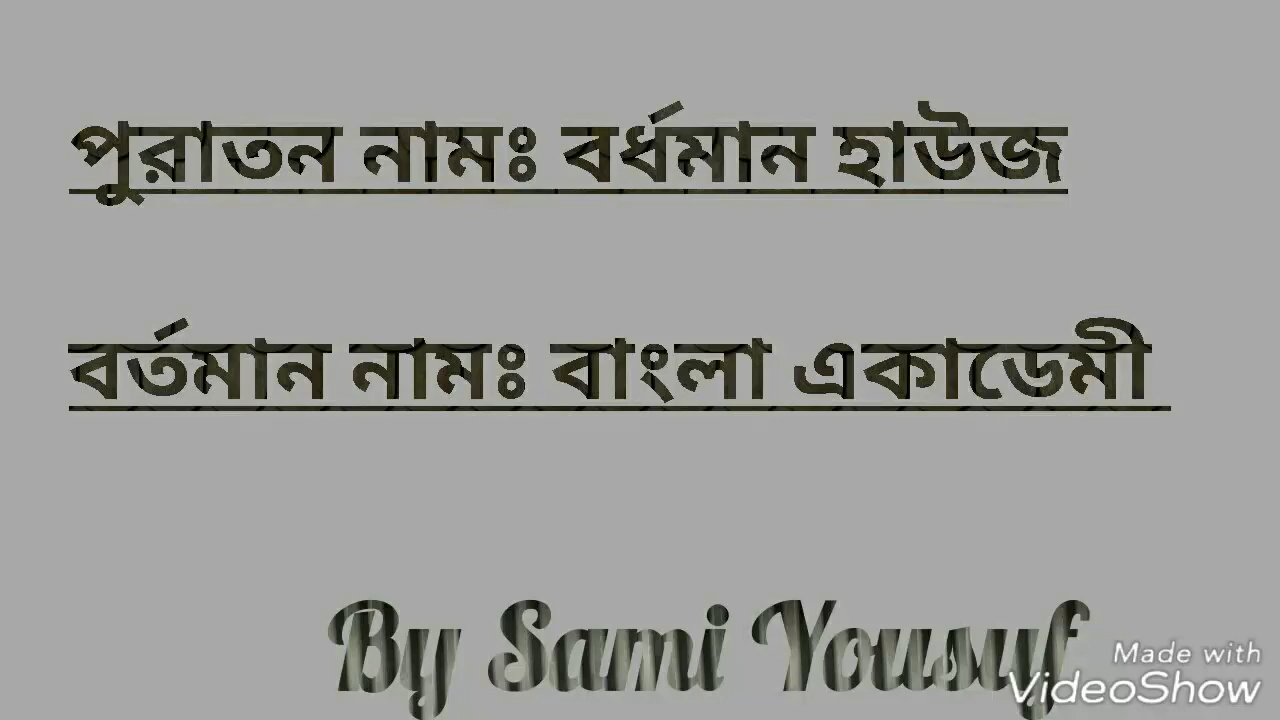 পুরাতন নামঃ বর্ধমান হাউজ
বর্তমান নামঃ বাংলা একাডেমী
By Sami Yousuf
Made with
VideoShow